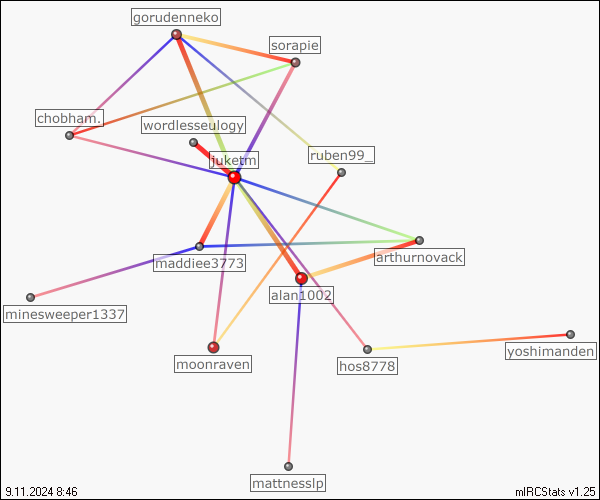 gorudenneko
sorapie
chobham.
wordlesseulogy
juketm
ruben99_
maddiee3773
arthurnovack
alan1002
minesweeper1337
moonraven
hos8778
yoshimanden
mattnesslp
9.11.2024 8:46
mIRCStats v1.25